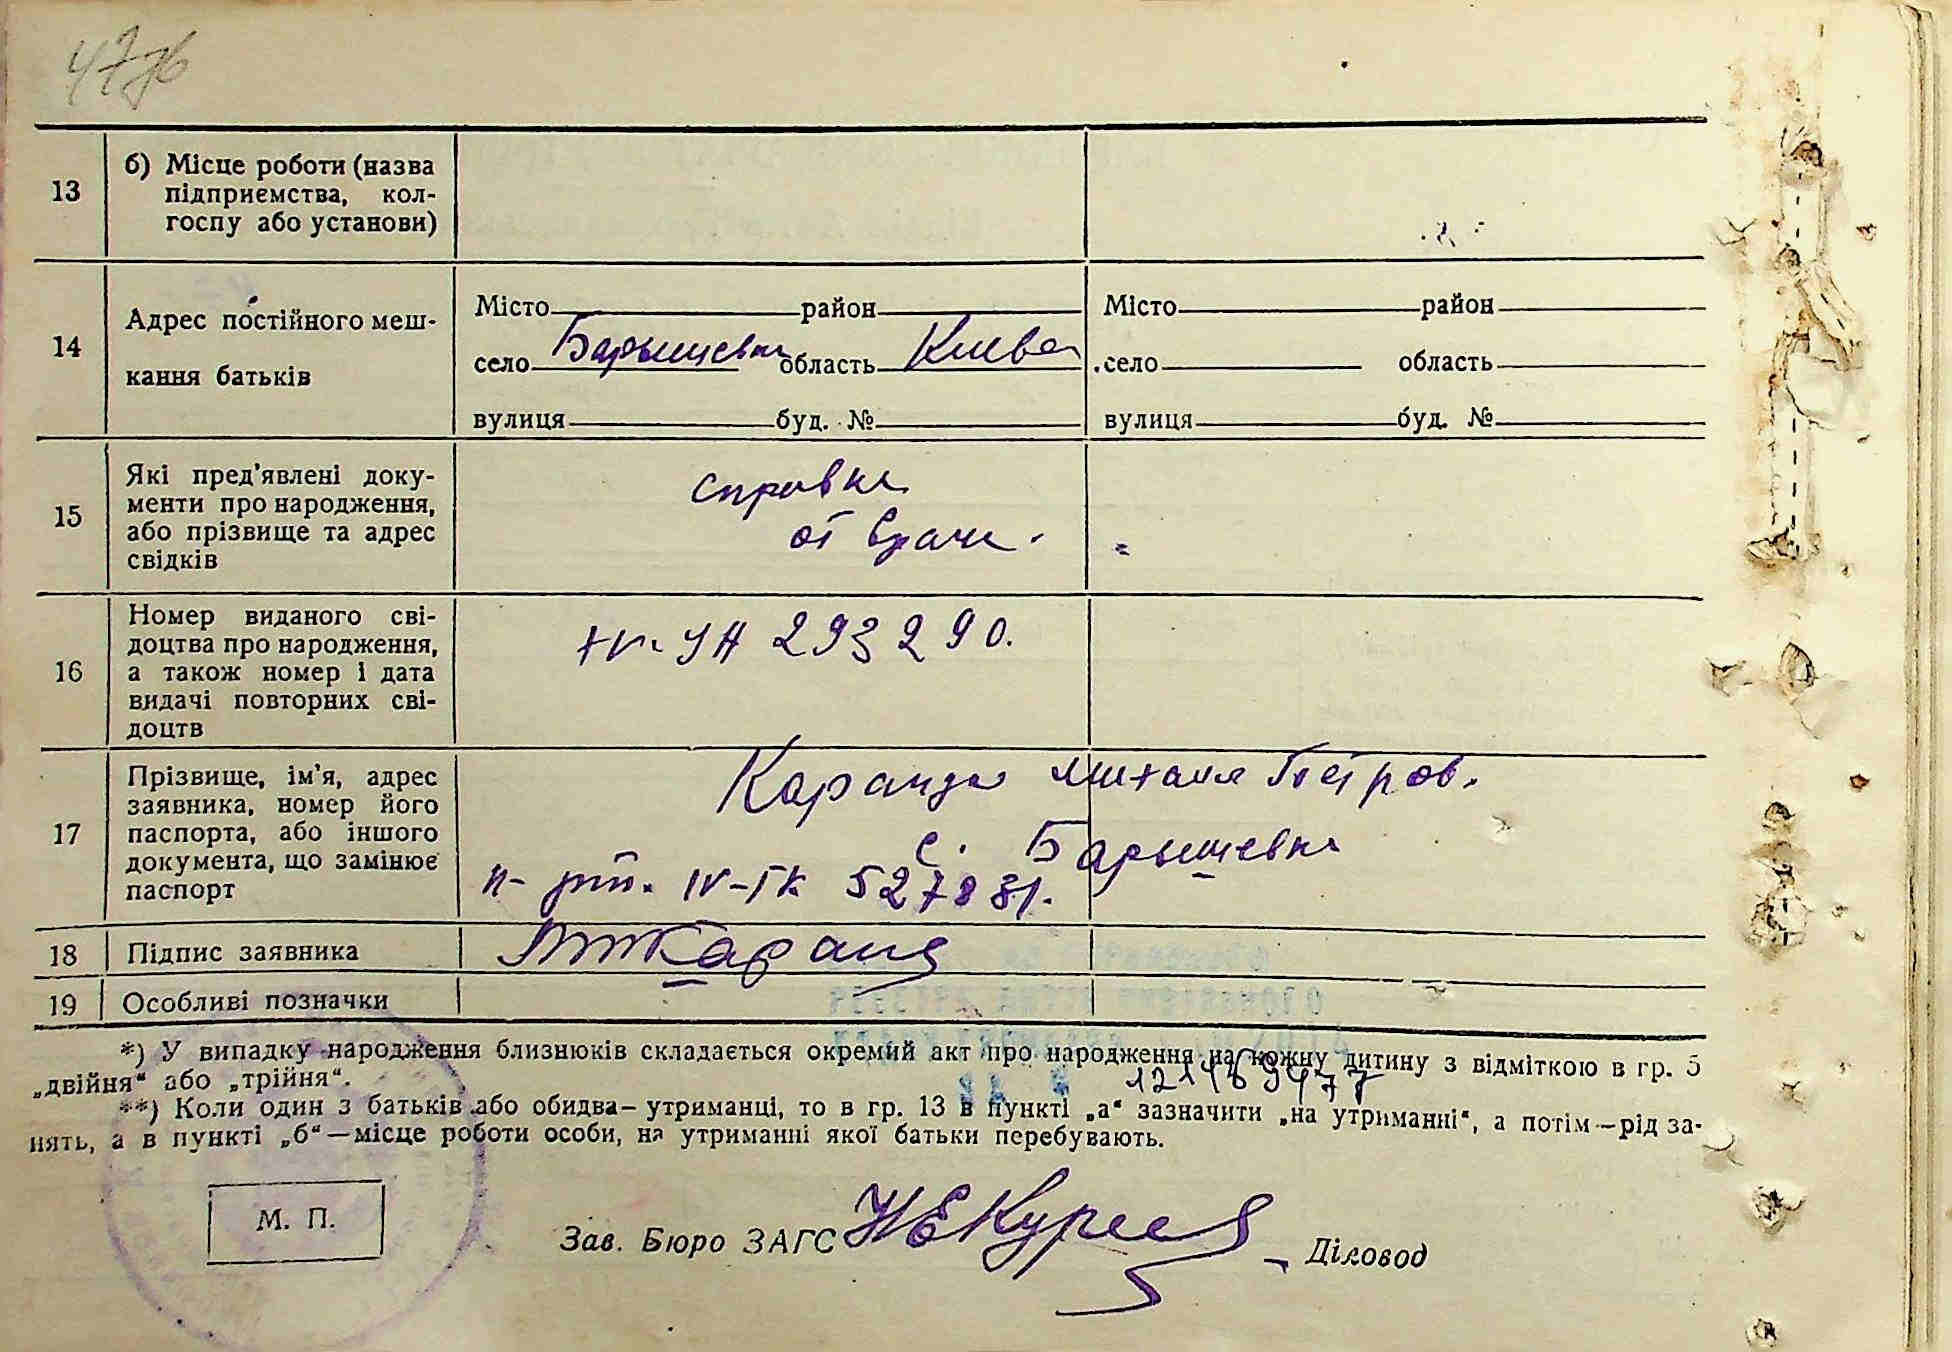 47зв
13
б) Місце роботи (назва
підприємства, кол-
госпу або установи)
14
Адрес постійного меш-
кання батьків
Місто район
село Барышевка область Киевс
вулиця буд. №
Місто район
село область
вулиця буд. №
15
Які пред'явлені доку-
менти про народження,
або прізвище та адрес
свідків
справка
от врача.
16
Номер виданого сві-
доцтва про народження,
а також номер і дата
видачі повторних сві-
доцтв
IV-УА 293290.
17
Прізвище, ім'я, адрес
заявника, номер його
паспорта, або іншого
документа, що замінює
паспорт
Каранда Михаил Петров.
с. Барышевка
п-рт. IV-ГК 527831.
18
Підпис заявника
19
Особливі позначки
*) У випадку народження близнюків складається окремий акт про народження на кожну дитину з відміткою в гр. 5
„двійня“ або „трійня“.
**) Коли один з батьків або обидва—утриманці, то в гр. 13 в пункті „а“ зазначити „на утриманні“, а потім—рід за-
нять, а в пункті „б“—місце роботи особи, на утриманні якої батьки перебувають.
М. П.
Зав. Бюро ЗАГС
Діловод